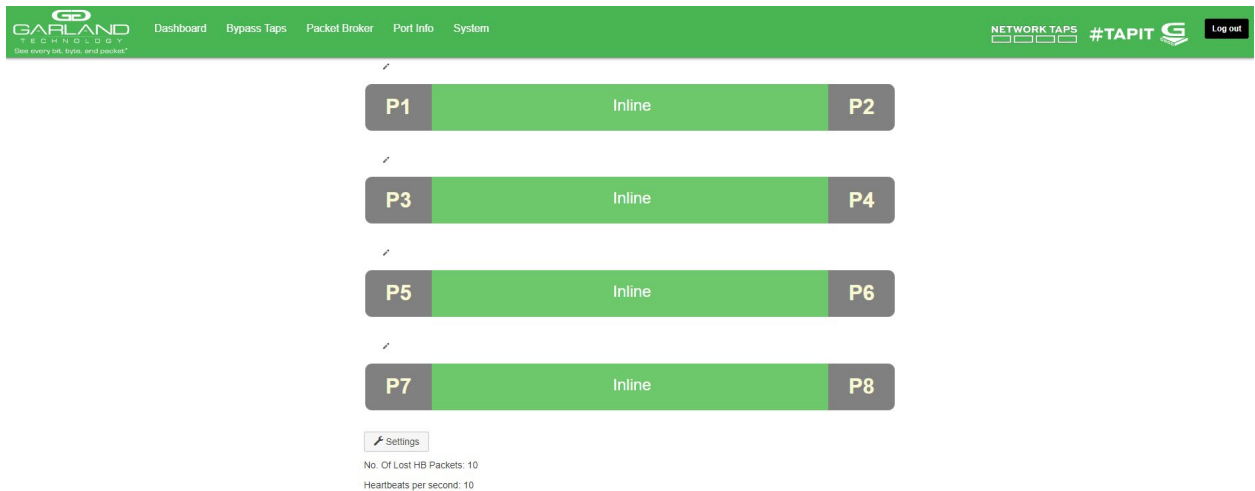 GARLAND
TECHNOLOGY
See every bit, byte, and packet®
Dashboard Bypass Taps Packet Broker Port Info System
NETWORK TAPS #TAPIT Log out
P1 Inline P2
P3 Inline P4
P5 Inline P6
P7 Inline P8
Settings
No. Of Lost HB Packets: 10
Heartbeats per second: 10